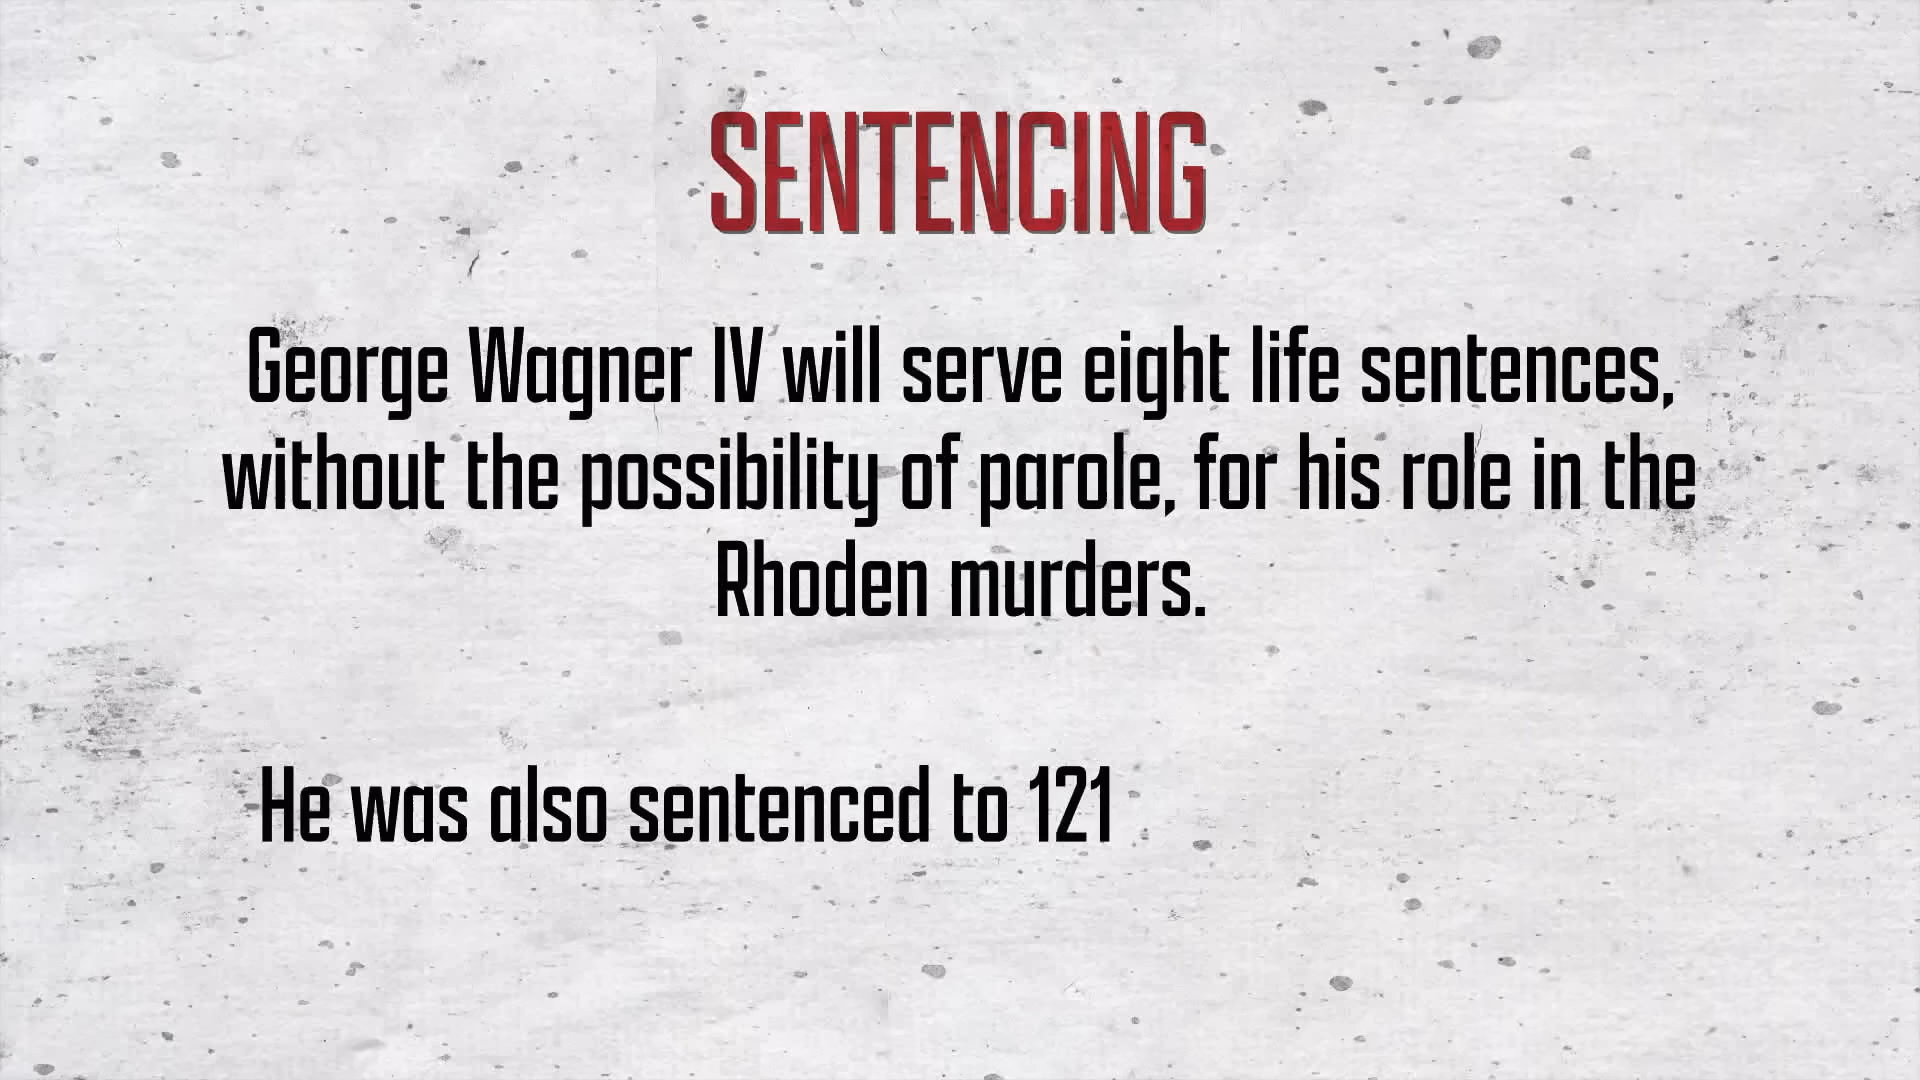 SENTENCING
George Wagner IV will serve eight life sentences,
without the possibility of parole, for his role in the
Rhoden murders.
He was also sentenced to 121